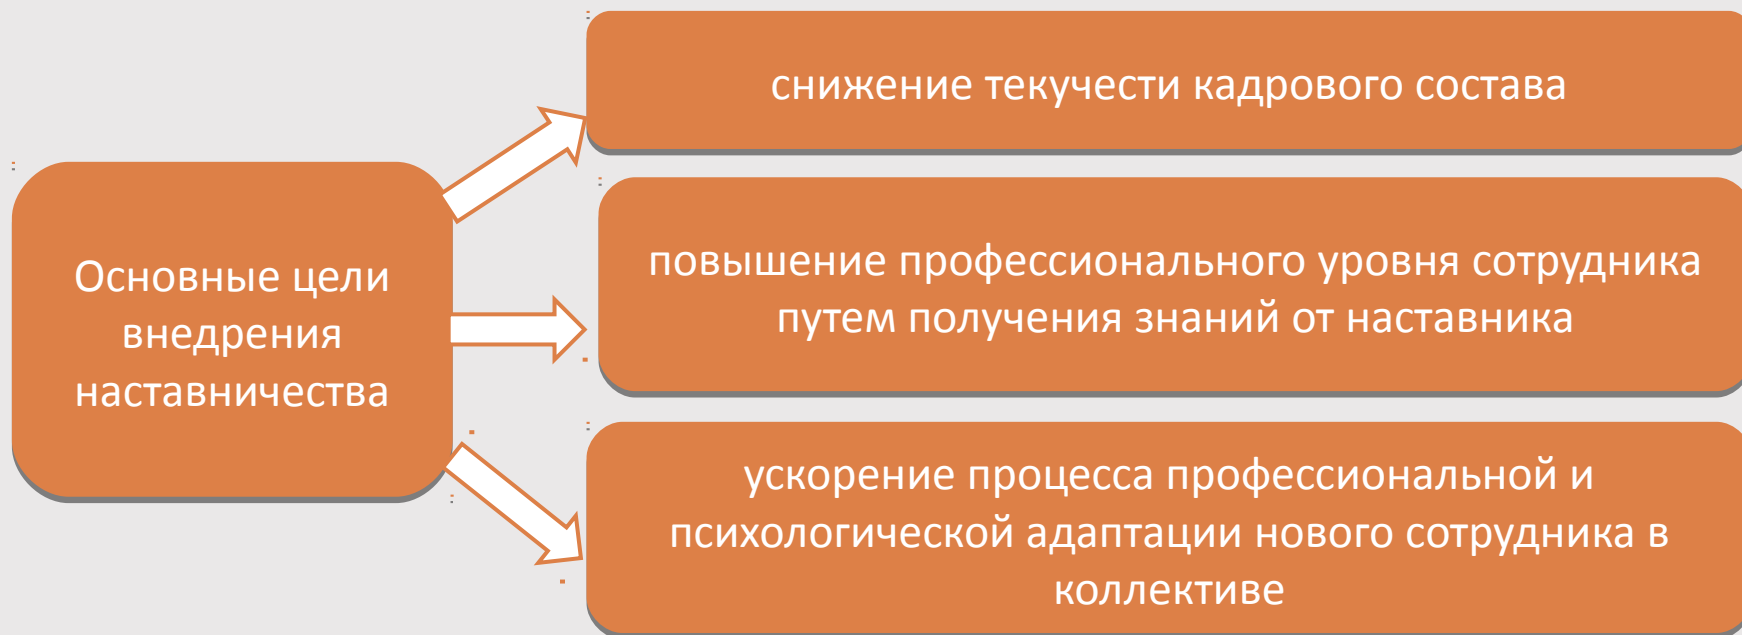 Основные цели
внедрения
наставничества
снижение текучести кадрового состава
повышение профессионального уровня сотрудника
путем получения знаний от наставника
ускорение процесса профессиональной и
психологической адаптации нового сотрудника в
коллективе